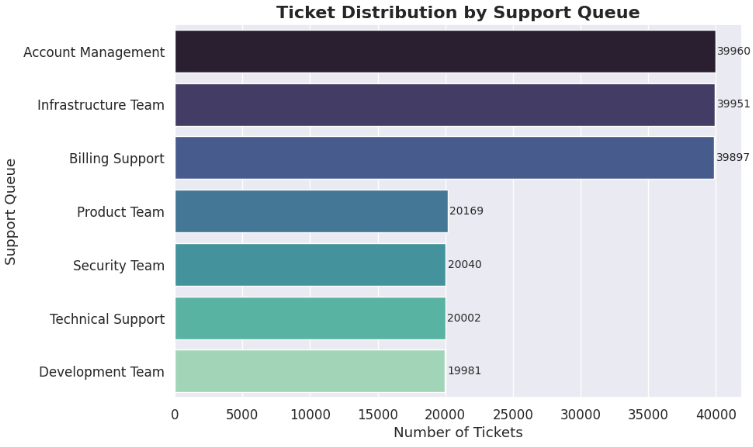 Ticket Distribution by Support Queue
Support Queue
Account Management 39960
Infrastructure Team 39951
Billing Support 39897
Product Team 20169
Security Team 20040
Technical Support 20002
Development Team 19981
0 5000 10000 15000 20000 25000 30000 35000 40000
Number of Tickets